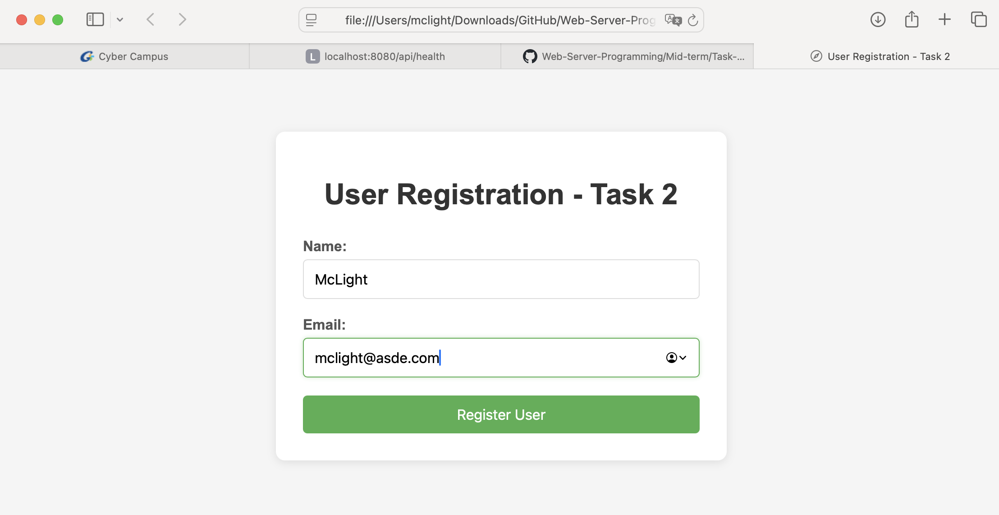 file:///Users/mclight/Downloads/GitHub/Web-Server-Prog
Cyber Campus
L localhost:8080/api/health
Web-Server-Programming/Mid-term/Task-...
User Registration - Task 2
User Registration - Task 2
Name:
McLight
Email:
mclight@asde.com
Register User